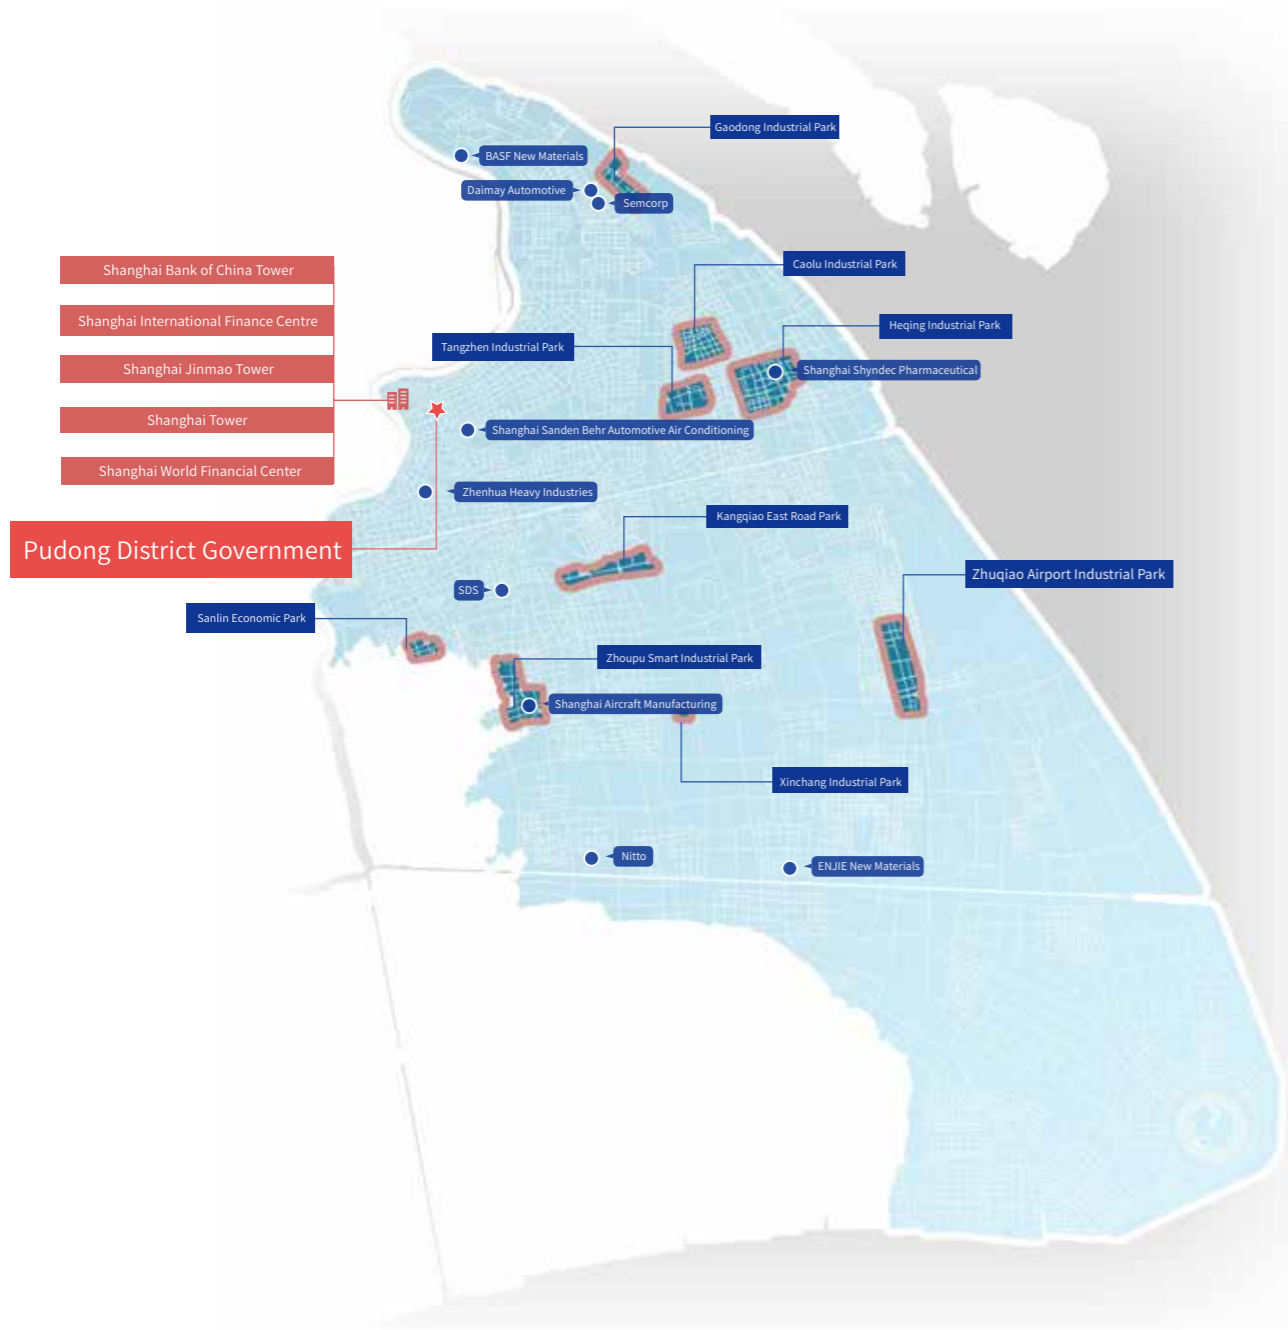 Gaodong Industrial Park
BASF New Materials
Daimay Automotive
Semcorp
Shanghai Bank of China Tower
Caolu Industrial Park
Shanghai International Finance Centre
Heqing Industrial Park
Tangzhen Industrial Park
Shanghai Jinmao Tower
Shanghai Shyndec Pharmaceutical
Shanghai Tower
Shanghai Sanden Behr Automotive Air Conditioning
Shanghai World Financial Center
Zhenhua Heavy Industries
Kangqiao East Road Park
Pudong District Government
Zhuqiao Airport Industrial Park
SDS
Sanlin Economic Park
Zhoupu Smart Industrial Park
Shanghai Aircraft Manufacturing
Xinchang Industrial Park
Nitto
ENJIE New Materials